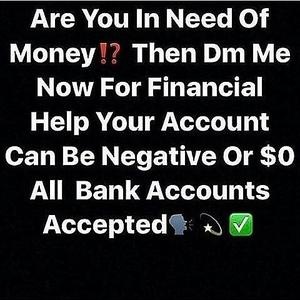 Are You In Need Of
Money⁉️ Then Dm Me
Now For Financial
Help Your Account
Can Be Negative Or $0
All Bank Accounts
Accepted🗣️💫✅